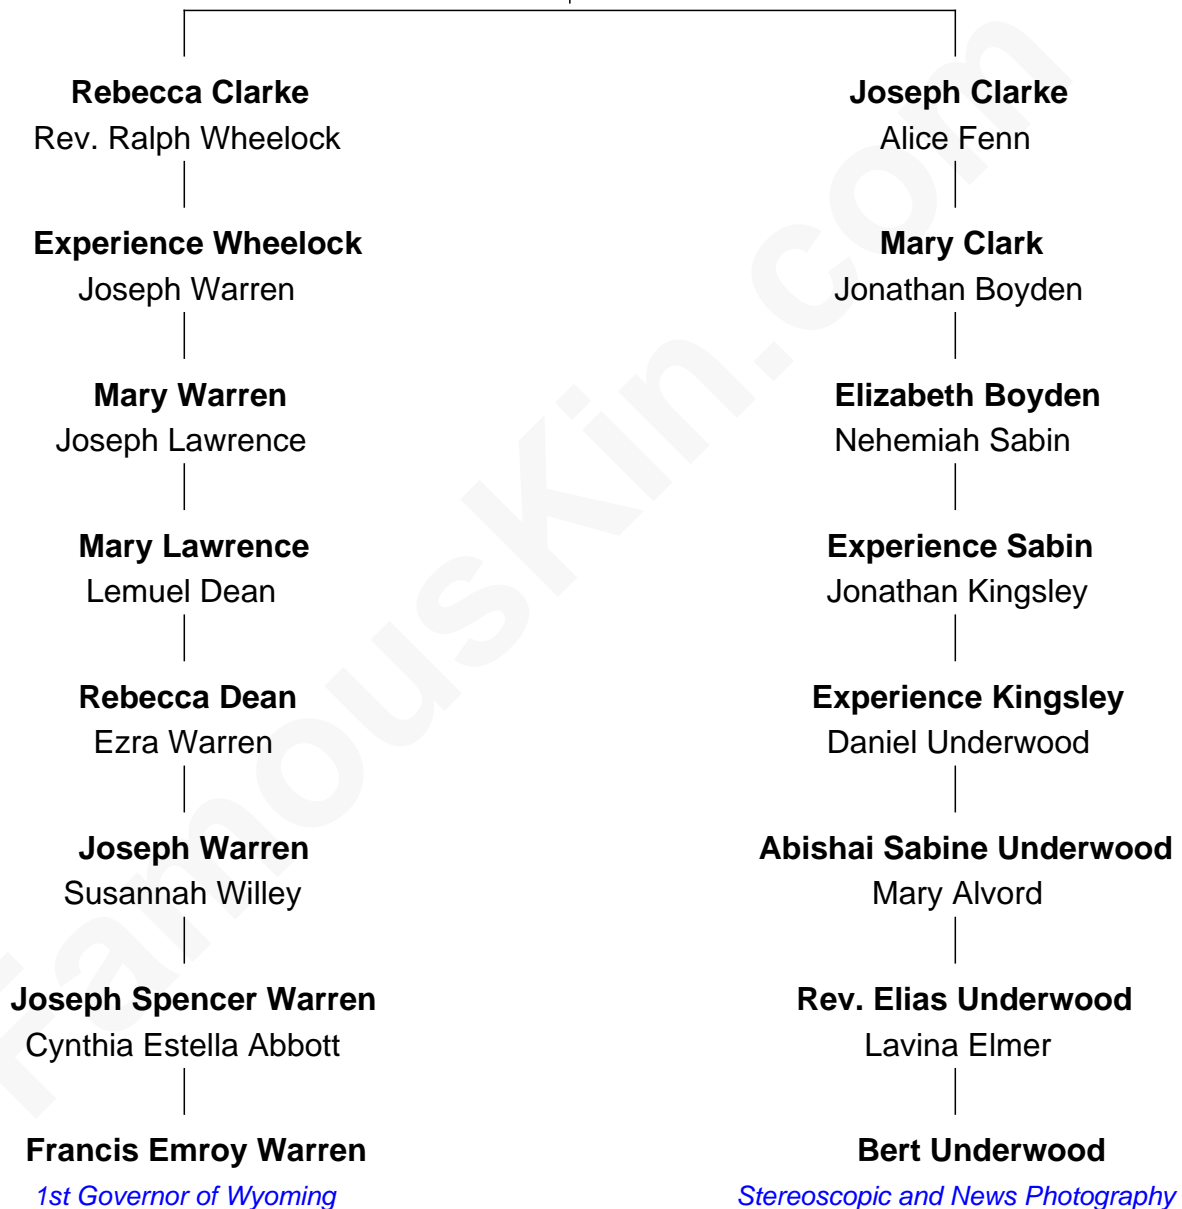 Rebecca Clarke
Rev. Ralph Wheelock
Joseph Clarke
Alice Fenn
Experience Wheelock
Joseph Warren
Mary Clark
Jonathan Boyden
Mary Warren
Joseph Lawrence
Elizabeth Boyden
Nehemiah Sabin
Mary Lawrence
Lemuel Dean
Experience Sabin
Jonathan Kingsley
Rebecca Dean
Ezra Warren
Experience Kingsley
Daniel Underwood
Joseph Warren
Susannah Willey
Abishai Sabine Underwood
Mary Alvord
Joseph Spencer Warren
Cynthia Estella Abbott
Rev. Elias Underwood
Lavina Elmer
Francis Emroy Warren
1st Governor of Wyoming
Bert Underwood
Stereoscopic and News Photography
FamousKin.com